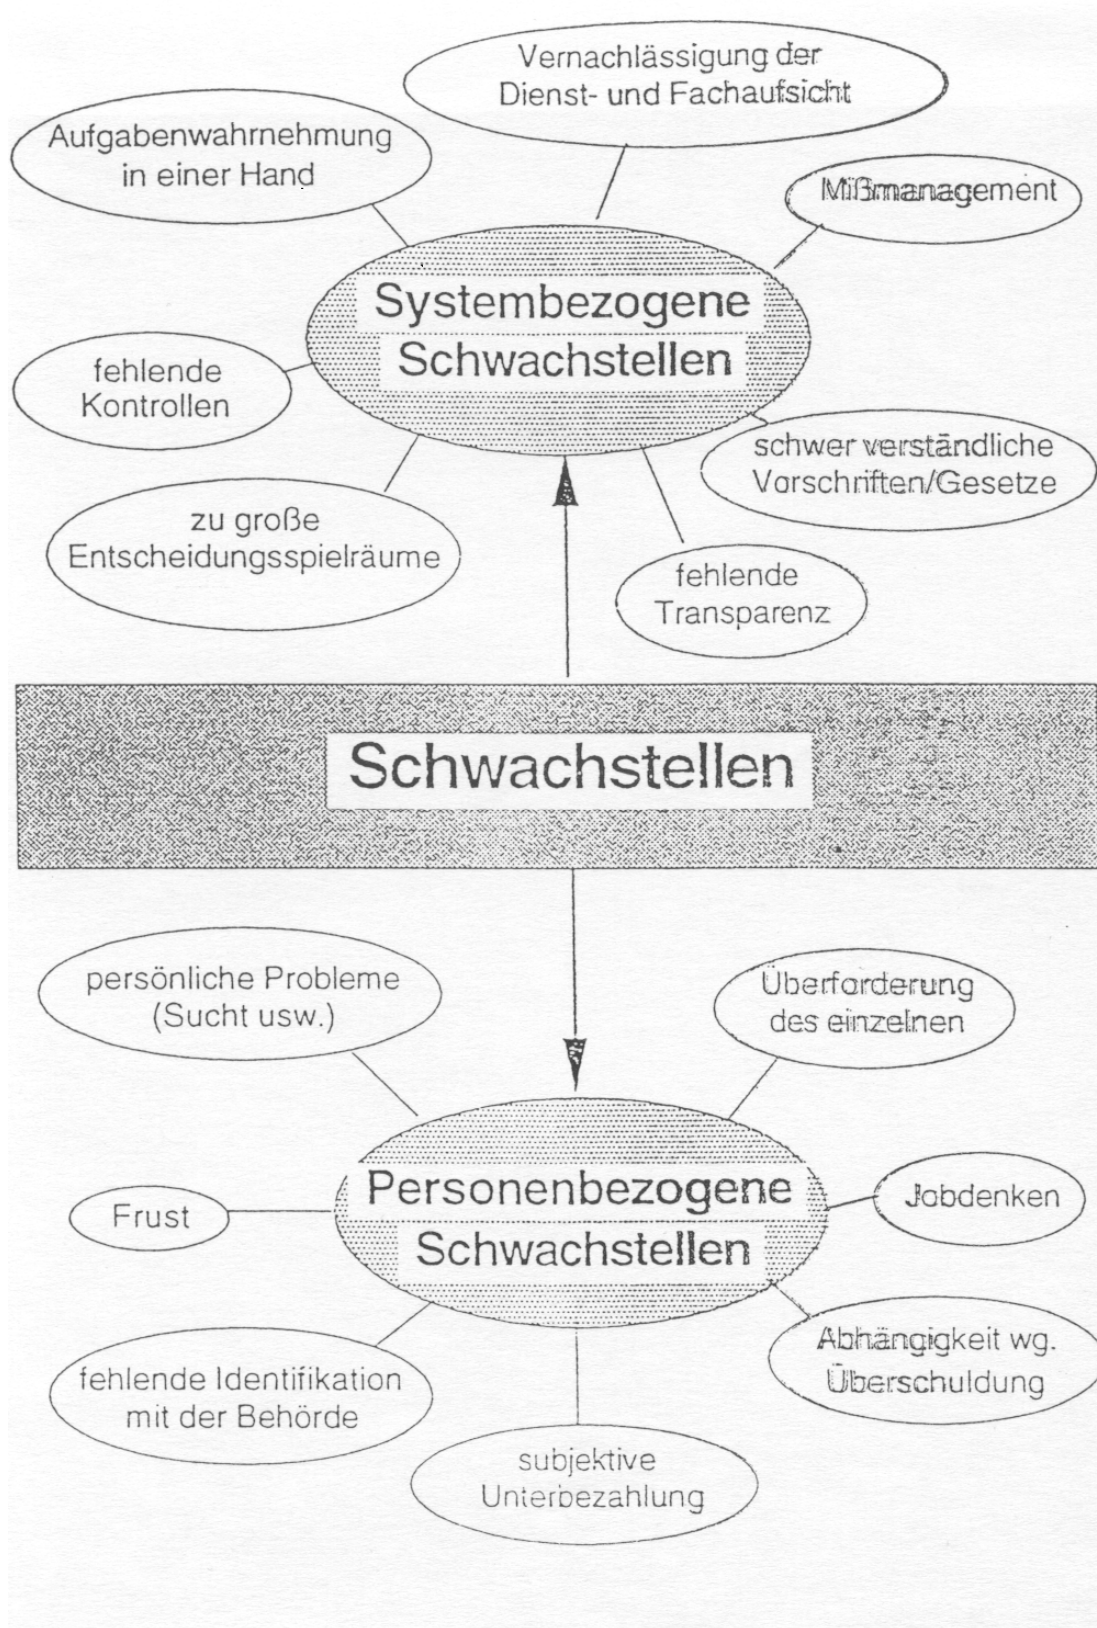 Vernachlässigung der
Dienst- und Fachaufsicht
Aufgabenwahrnehmung
in einer Hand
Mißmanagement
Systembezogene
Schwachstellen
fehlende
Kontrollen
schwer verständliche
Vorschriften/Gesetze
zu große
Entscheidungsspielräume
fehlende
Transparenz
Schwachstellen
persönliche Probleme
(Sucht usw.)
Überforderung
des einzelnen
Personenbezogene
Schwachstellen
Jobdenken
Frust
Abhängigkeit wg.
Überschuldung
fehlende Identifikation
mit der Behörde
subjektive
Unterbezahlung